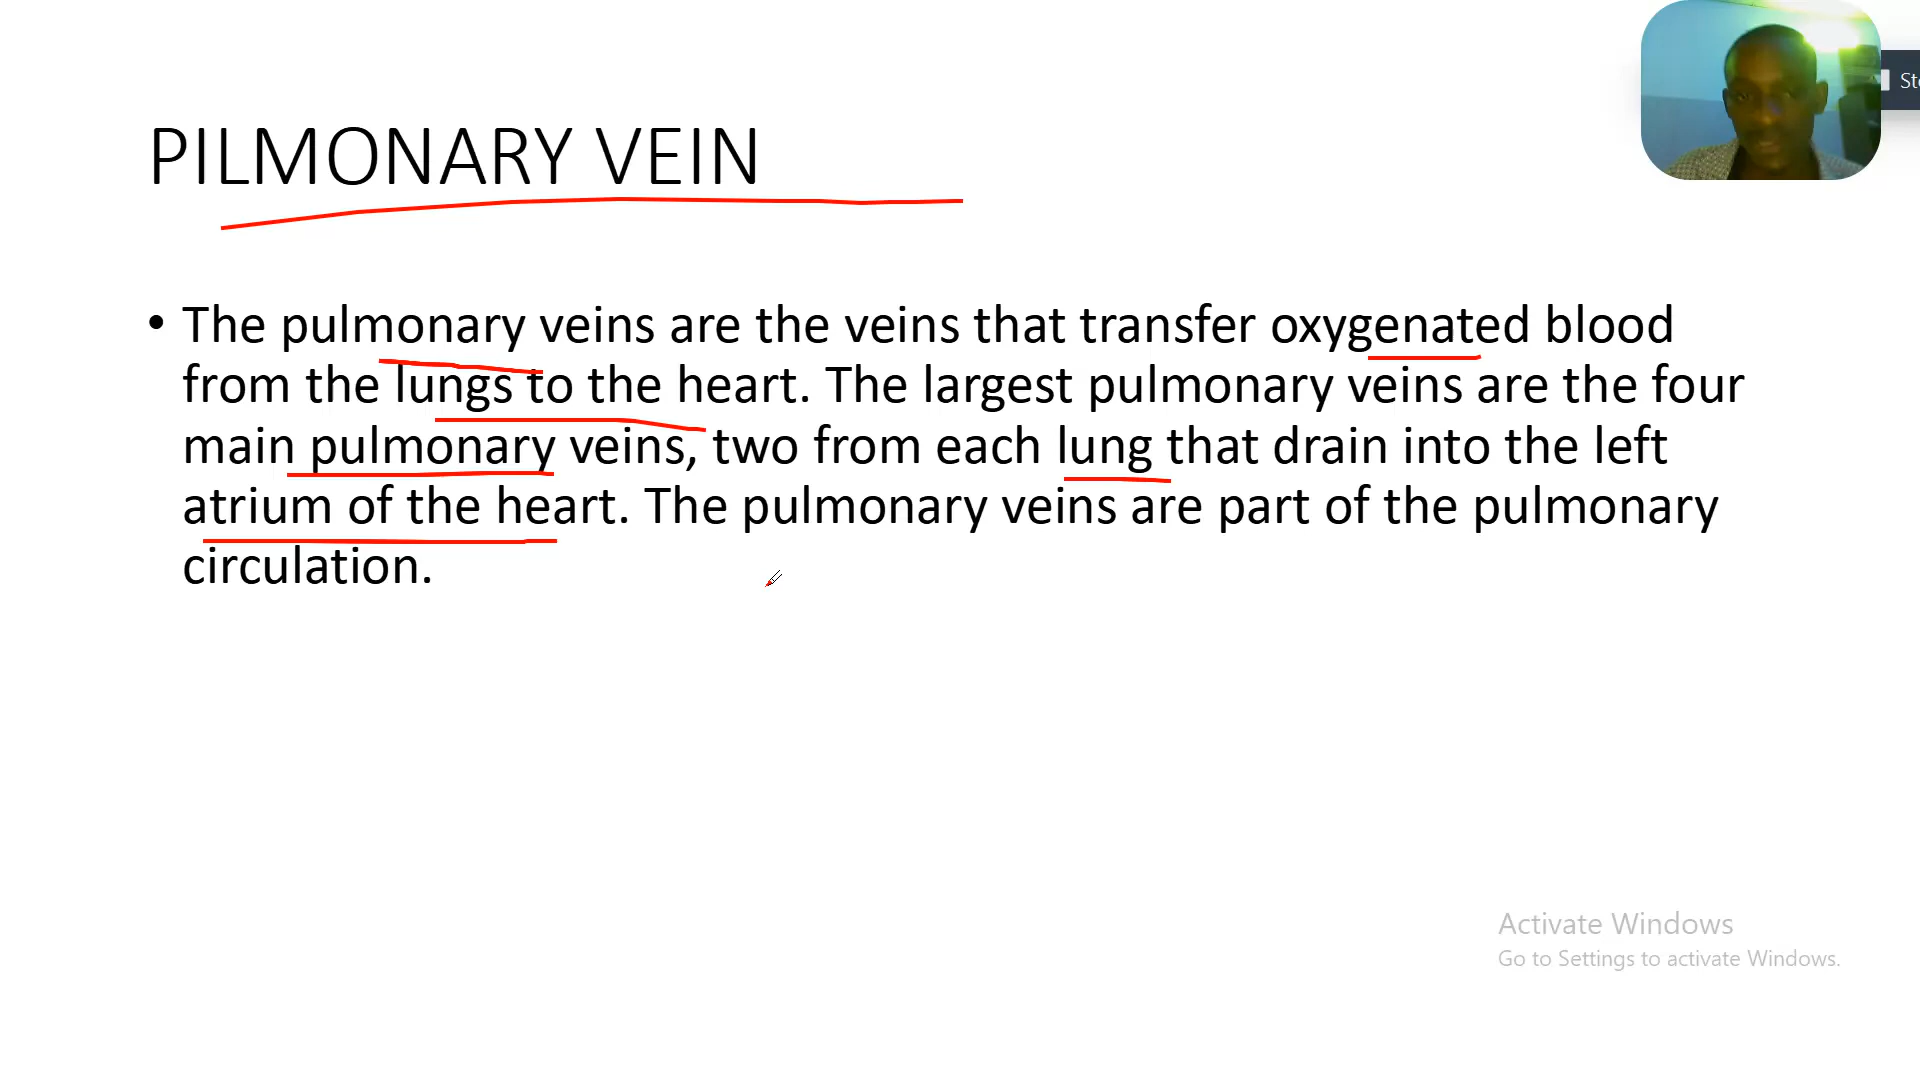 PILMONARY VEIN
• The pulmonary veins are the veins that transfer oxygenated blood
from the lungs to the heart. The largest pulmonary veins are the four
main pulmonary veins, two from each lung that drain into the left
atrium of the heart. The pulmonary veins are part of the pulmonary
circulation.
Activate Windows
Go to Settings to activate Windows.